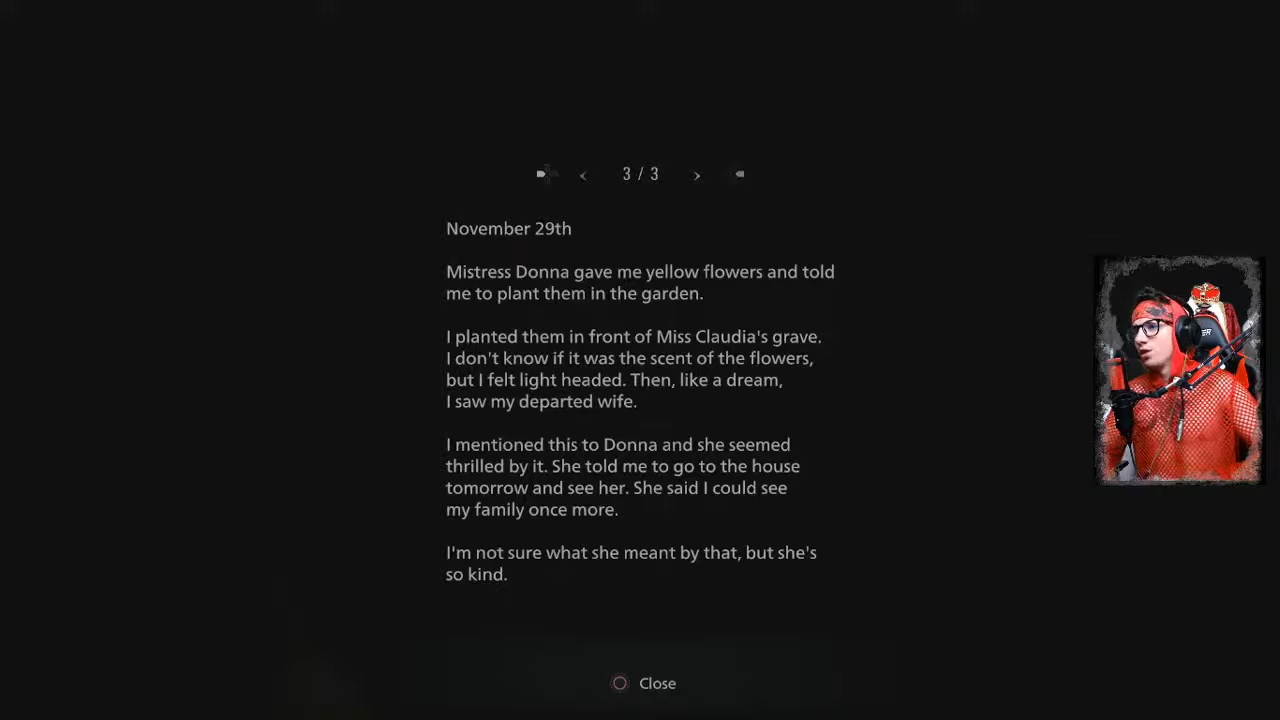 3 / 3
November 29th
Mistress Donna gave me yellow flowers and told
me to plant them in the garden.
I planted them in front of Miss Claudia's grave.
I don't know if it was the scent of the flowers,
but I felt light headed. Then, like a dream,
I saw my departed wife.
I mentioned this to Donna and she seemed
thrilled by it. She told me to go to the house
tomorrow and see her. She said I could see
my family once more.
I'm not sure what she meant by that, but she's
so kind.
Close